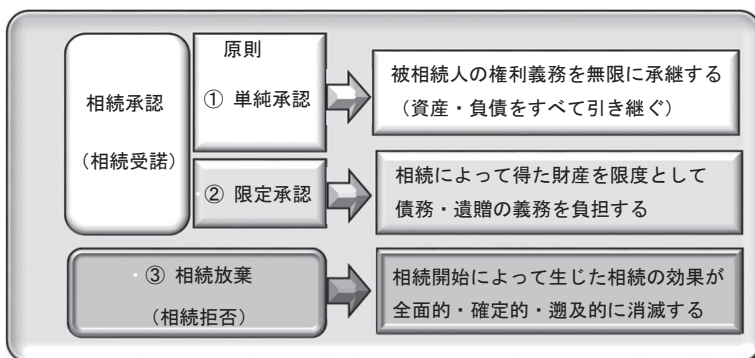 相続承認
（相続受諾）
原則
① 単純承認
被相続人の権利義務を無限に承継する
（資産・負債をすべて引き継ぐ）
② 限定承認
相続によって得た財産を限度として
債務・遺贈の義務を負担する
③ 相続放棄
（相続拒否）
相続開始によって生じた相続の効果が
全面的・確定的・遡及的に消滅する